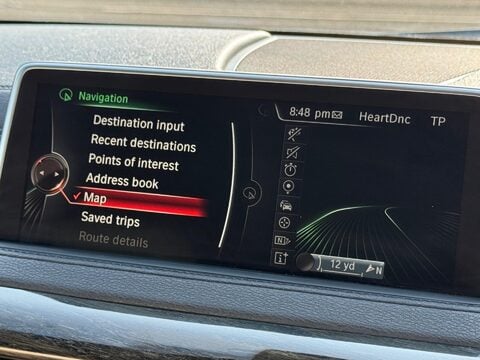 Navigation
8:48 pm HeartDnc TP
Destination input
Recent destinations
Points of interest
Address book
Map
Saved trips
Route details
N
i
12 yd N